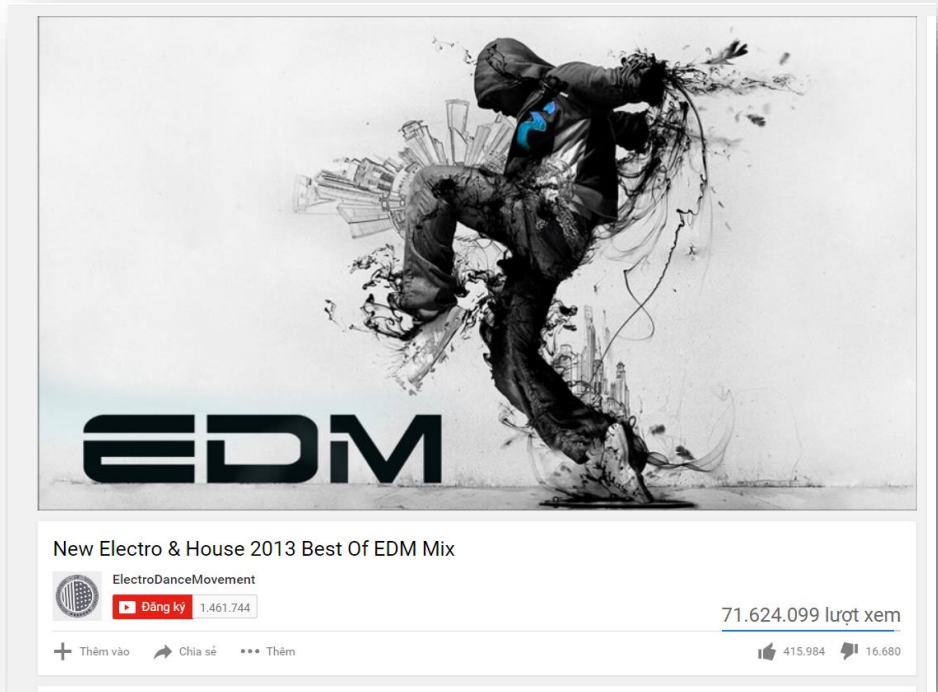 EDM
New Electro & House 2013 Best Of EDM Mix
ElectroDanceMovement
Đăng ký 1.461.744
71.624.099 lượt xem
Thêm vào Chia sẻ Thêm 415.984 16.680